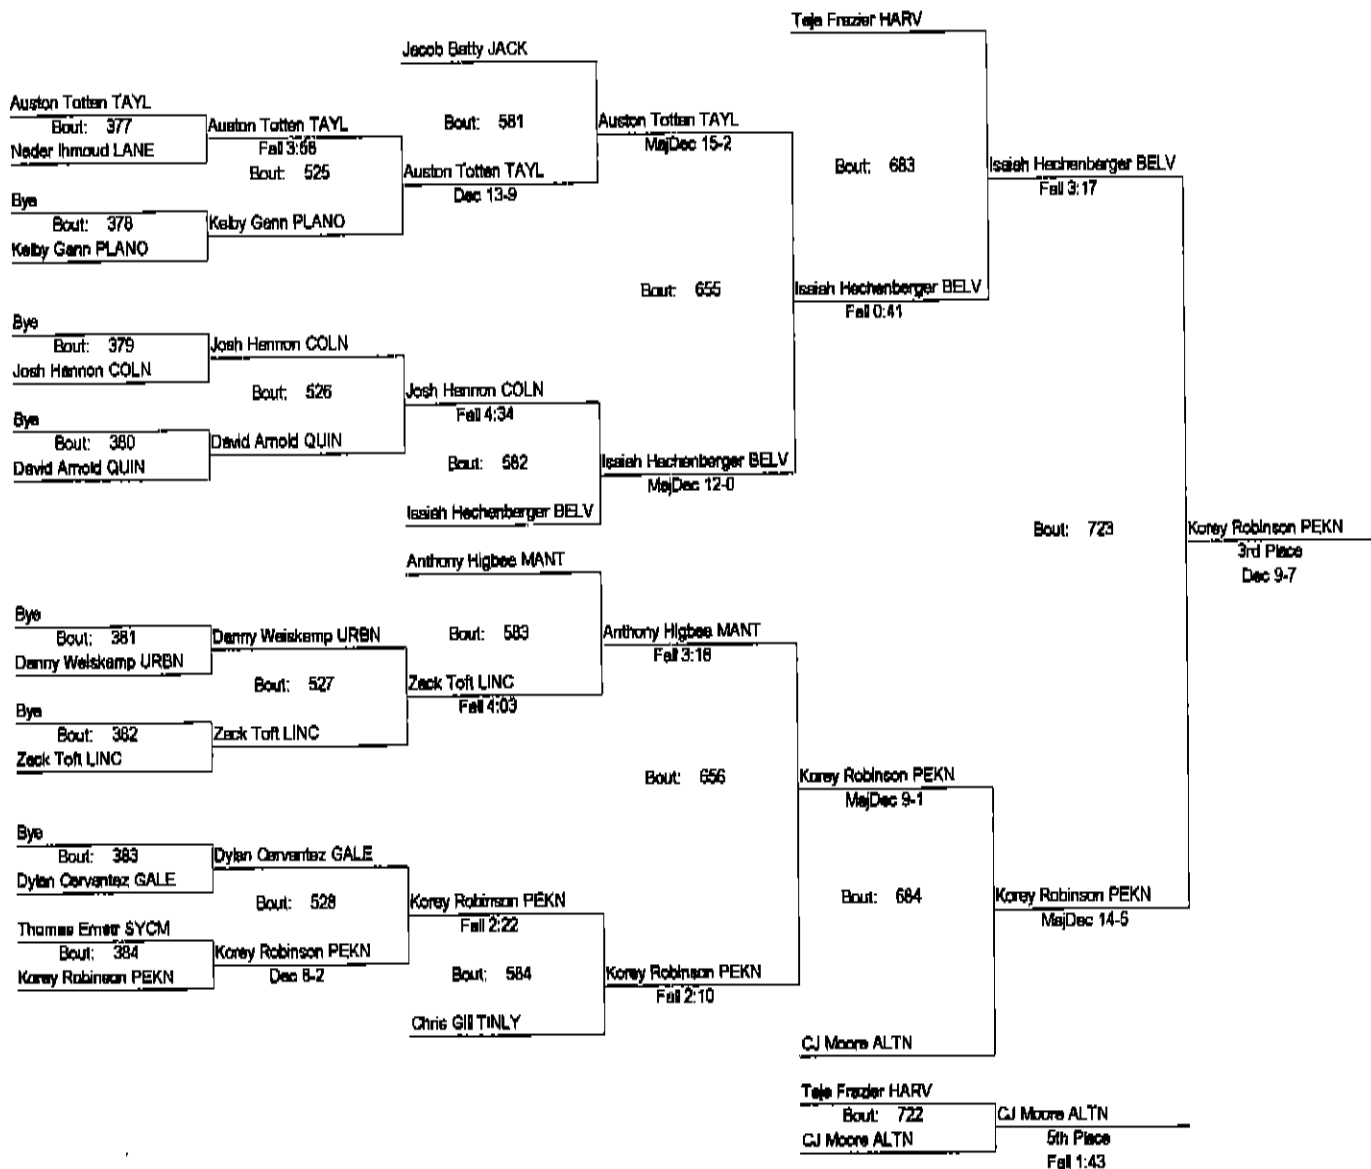 Teja Frazier HARV
Jacob Batty JACK
Auston Totten TAYL
Bout: 377
Nader Ihmoud LANE
Auston Totten TAYL
Fall 3:58
Bout: 525
Bye
Bout: 378
Kelby Gann PLANO
Kelby Gann PLANO
Bout: 581
Auston Totten TAYL
Dec 13-9
Auston Totten TAYL
MajDec 15-2
Bout: 683
Isaiah Hachenberger BELV
Fall 3:17
Bout: 655
Isaiah Hachenberger BELV
Fall 0:41
Bye
Bout: 379
Josh Hannon COLN
Josh Hannon COLN
Bout: 526
Bye
Bout: 380
David Arnold QUIN
David Arnold QUIN
Josh Hannon COLN
Fall 4:34
Bout: 582
Isaiah Hachenberger BELV
Isaiah Hachenberger BELV
MajDec 12-0
Bout: 723
Korey Robinson PEKN
3rd Place
Dec 9-7
Anthony Higbee MANT
Bye
Bout: 381
Danny Weiskamp URBN
Danny Weiskamp URBN
Bout: 527
Bye
Bout: 382
Zack Toft LINC
Zack Toft LINC
Bout: 583
Zack Toft LINC
Fall 4:03
Anthony Higbee MANT
Fall 3:18
Bout: 656
Korey Robinson PEKN
MajDec 9-1
Bye
Bout: 383
Dylan Cervantez GALE
Dylan Cervantez GALE
Bout: 528
Thomas Ernst SYCM
Bout: 384
Korey Robinson PEKN
Korey Robinson PEKN
Dec 8-2
Korey Robinson PEKN
Fall 2:22
Bout: 584
Chris Gill TINLY
Korey Robinson PEKN
Fall 2:10
Bout: 684
Korey Robinson PEKN
MajDec 14-5
CJ Moore ALTN
Teja Frazier HARV
Bout: 722
CJ Moore ALTN
CJ Moore ALTN
5th Place
Fall 1:43